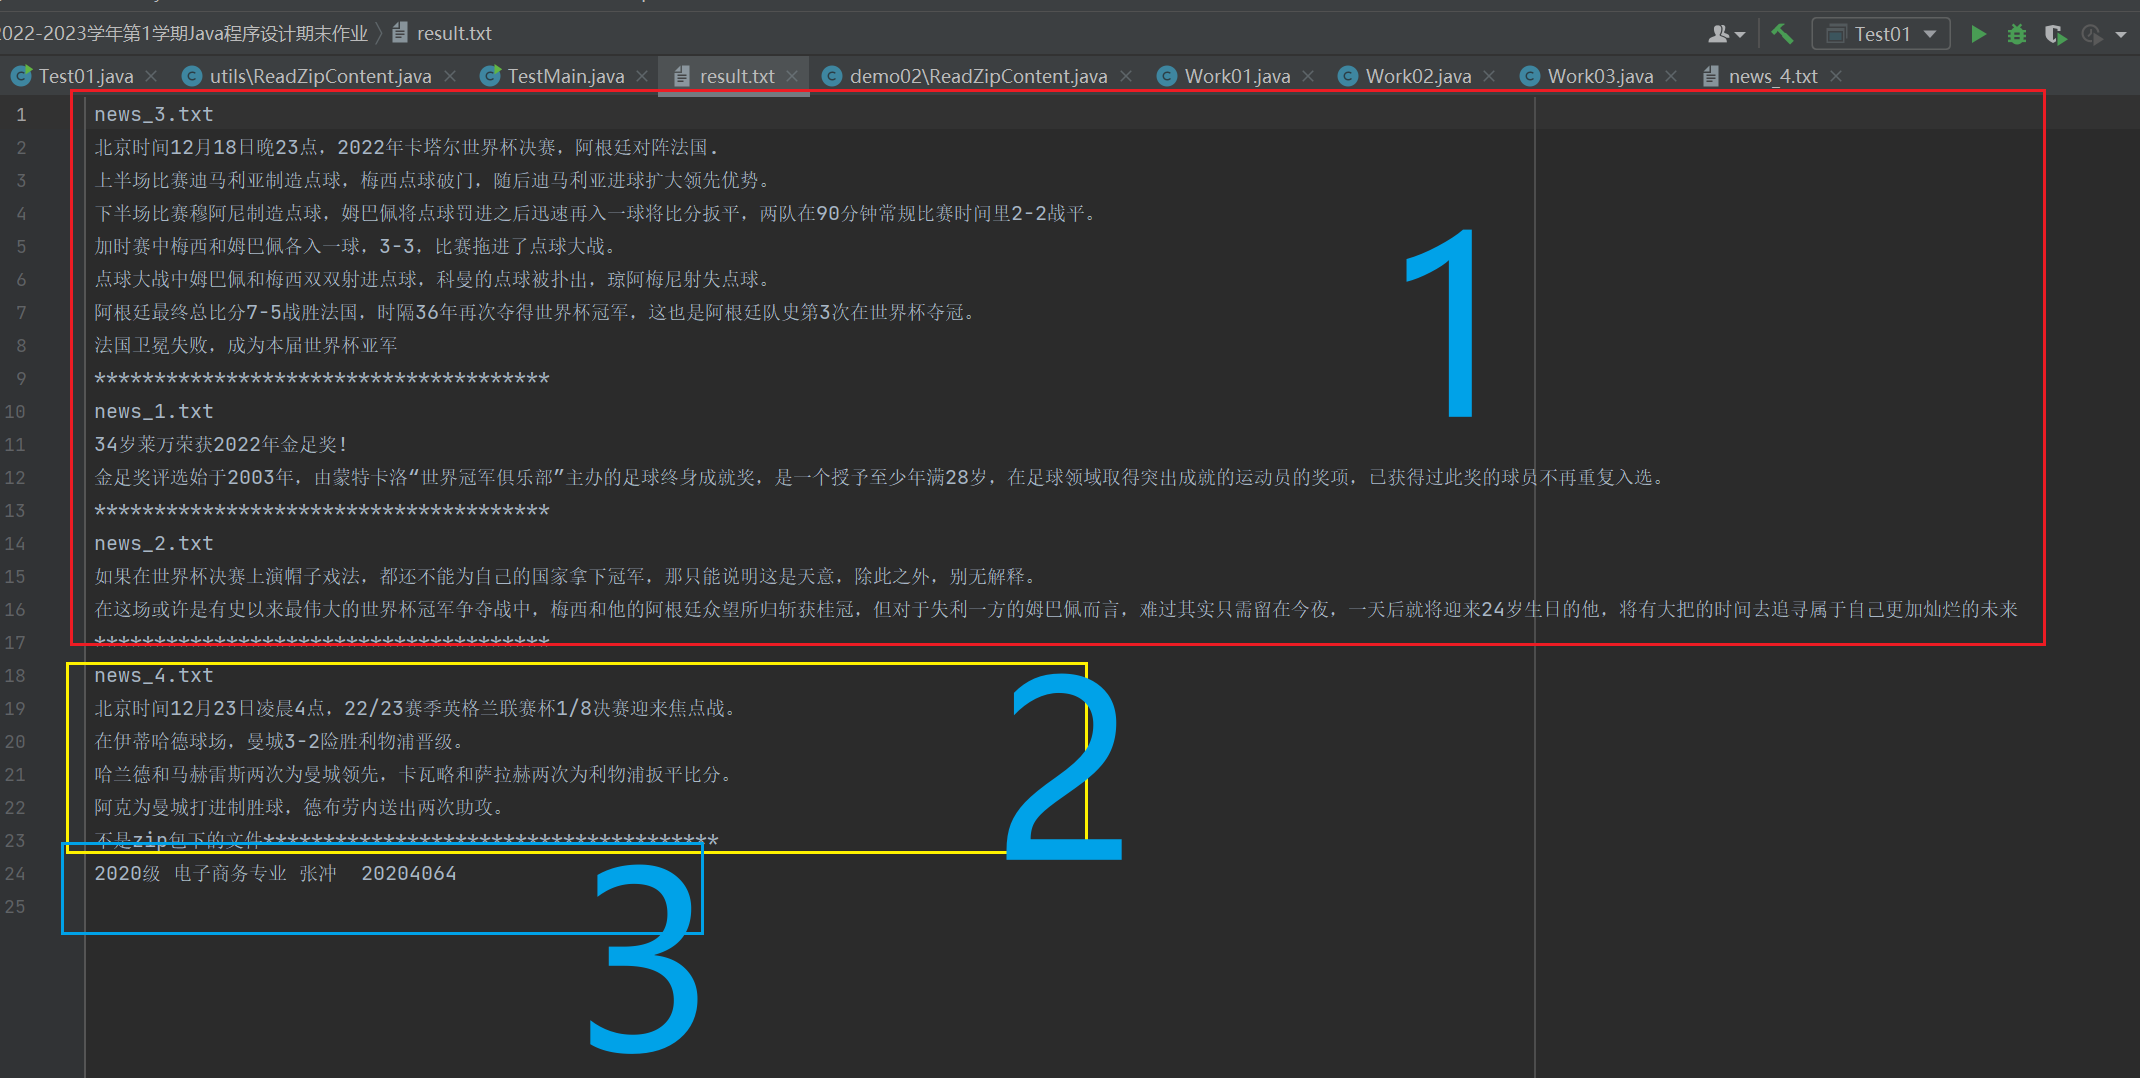 2022-2023学年第1学期Java程序设计期末作业 〉 result.txt
Test01
Test01.java
utils\ReadZipContent.java
TestMain.java
result.txt
demo02\ReadZipContent.java
Work01.java
Work02.java
Work03.java
news_4.txt
1 news_3.txt
2 北京时间12月18日晚23点，2022年卡塔尔世界杯决赛，阿根廷对阵法国.
3 上半场比赛迪马利亚制造点球，梅西点球破门，随后迪马利亚进球扩大领先优势。
4 下半场比赛穆阿尼制造点球，姆巴佩将点球罚进之后迅速再入一球将比分扳平，两队在90分钟常规比赛时间里2-2战平。
5 加时赛中梅西和姆巴佩各入一球，3-3，比赛拖进了点球大战。
6 点球大战中姆巴佩和梅西双双射进点球，科曼的点球被扑出，琼阿梅尼射失点球。
7 阿根廷最终总比分7-5战胜法国，时隔36年再次夺得世界杯冠军，这也是阿根廷队史第3次在世界杯夺冠。
8 法国卫冕失败，成为本届世界杯亚军
9 **************************************
10 news_1.txt
11 34岁莱万荣获2022年金足奖!
12 金足奖评选始于2003年，由蒙特卡洛“世界冠军俱乐部”主办的足球终身成就奖，是一个授予至少年满28岁，在足球领域取得突出成就的运动员的奖项，已获得过此奖的球员不再重复入选。
13 **************************************
14 news_2.txt
15 如果在世界杯决赛上演帽子戏法，都还不能为自己的国家拿下冠军，那只能说明这是天意，除此之外，别无解释。
16 在这场或许是有史以来最伟大的世界杯冠军争夺战中，梅西和他的阿根廷众望所归斩获桂冠，但对于失利一方的姆巴佩而言，难过其实只需留在今夜，一天后就将迎来24岁生日的他，将有大把的时间去追寻属于自己更加灿烂的未来
17 **************************************
1
18 news_4.txt
19 北京时间12月23日凌晨4点，22/23赛季英格兰联赛杯1/8决赛迎来焦点战。
20 在伊蒂哈德球场，曼城3-2险胜利物浦晋级。
21 哈兰德和马赫雷斯两次为曼城领先，卡瓦略和萨拉赫两次为利物浦扳平比分。
22 阿克为曼城打进制胜球，德布劳内送出两次助攻。
23 不是zip包下的文件**************************************
2
24 2020级 电子商务专业 张冲  20204064
25
3